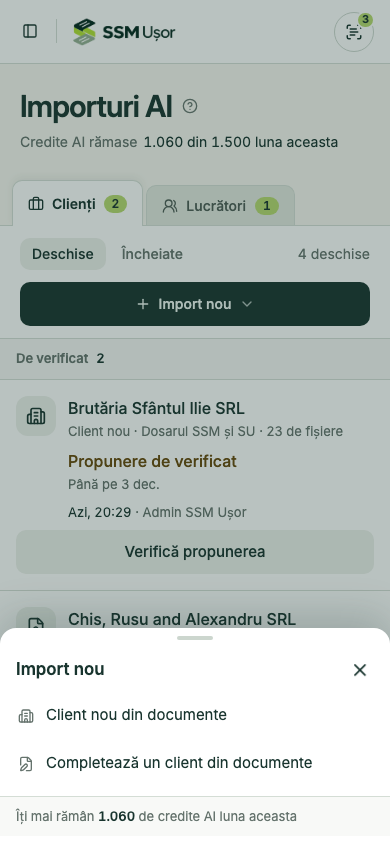 SSM Ușor
3
Importuri AI
Credite AI rămase 1.060 din 1.500 luna aceasta
Clienți 2
Lucrători 1
Deschise
Încheiate
4 deschise
Import nou
De verificat 2
Brutăria Sfântul Ilie SRL
Client nou · Dosarul SSM și SU · 23 de fișiere
Propunere de verificat
Până pe 3 dec.
Azi, 20:29 · Admin SSM Ușor
Verifică propunerea
Chis, Rusu and Alexandru SRL
Import nou
Client nou din documente
Completează un client din documente
Îți mai rămân 1.060 de credite AI luna aceasta